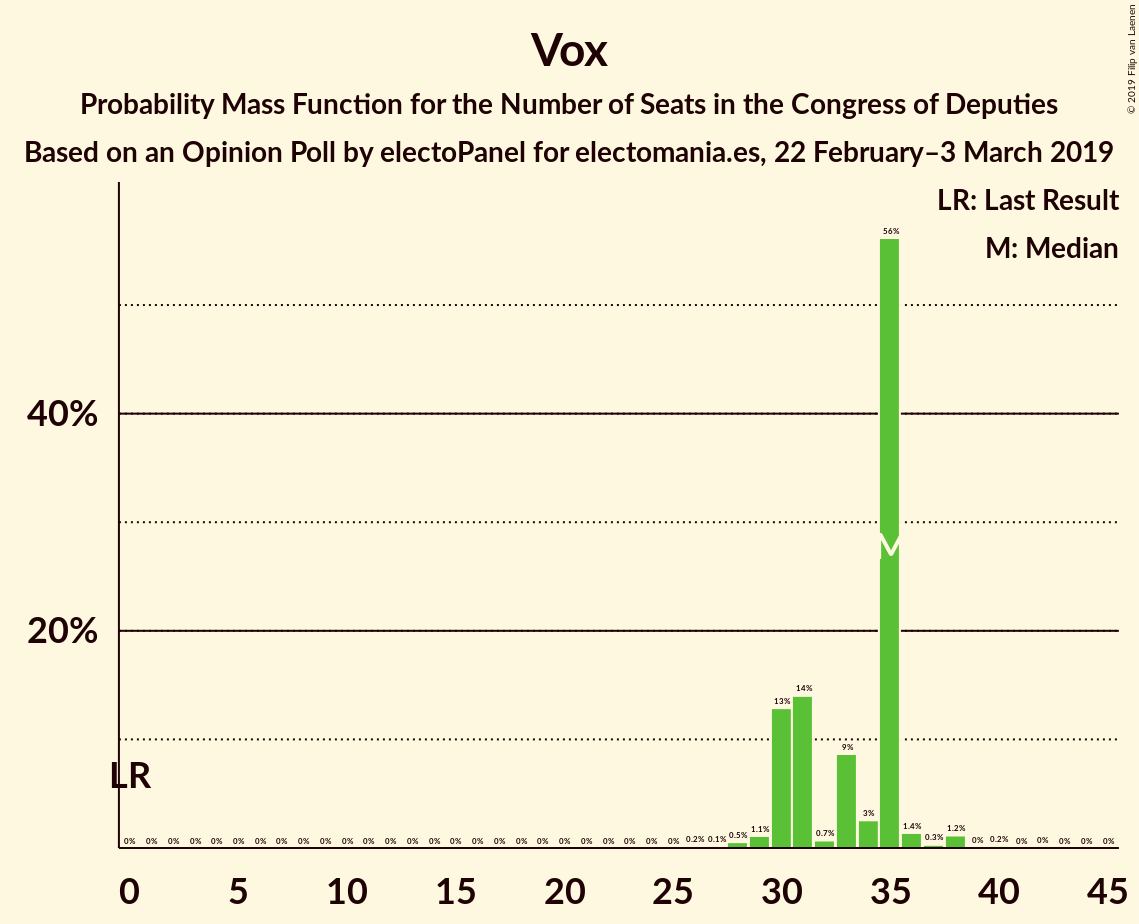 Vox
Probability Mass Function for the Number of Seats in the Congress of Deputies
Based on an Opinion Poll by electoPanel for electomania.es, 22 February–3 March 2019
© 2019 Filip van Laenen
LR: Last Result
M: Median
56%
40%
M
20%
14%
13%
9%
LR
3%
0% 0% 0% 0% 0% 0% 0% 0% 0% 0% 0% 0% 0% 0% 0% 0% 0% 0% 0% 0% 0% 0% 0% 0% 0% 0% 0.2% 0.1% 0.5% 1.1% 0.7% 1.4% 0.3% 1.2% 0% 0.2% 0% 0% 0% 0% 0%
0 5 10 15 20 25 30 35 40 45